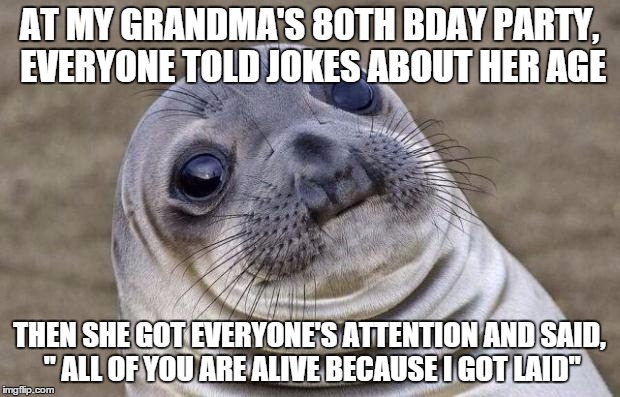 AT MY GRANDMA'S 80TH BDAY PARTY,
EVERYONE TOLD JOKES ABOUT HER AGE
THEN SHE GOT EVERYONE'S ATTENTION AND SAID,
" ALL OF YOU ARE ALIVE BECAUSE I GOT LAID"
imgflip.com